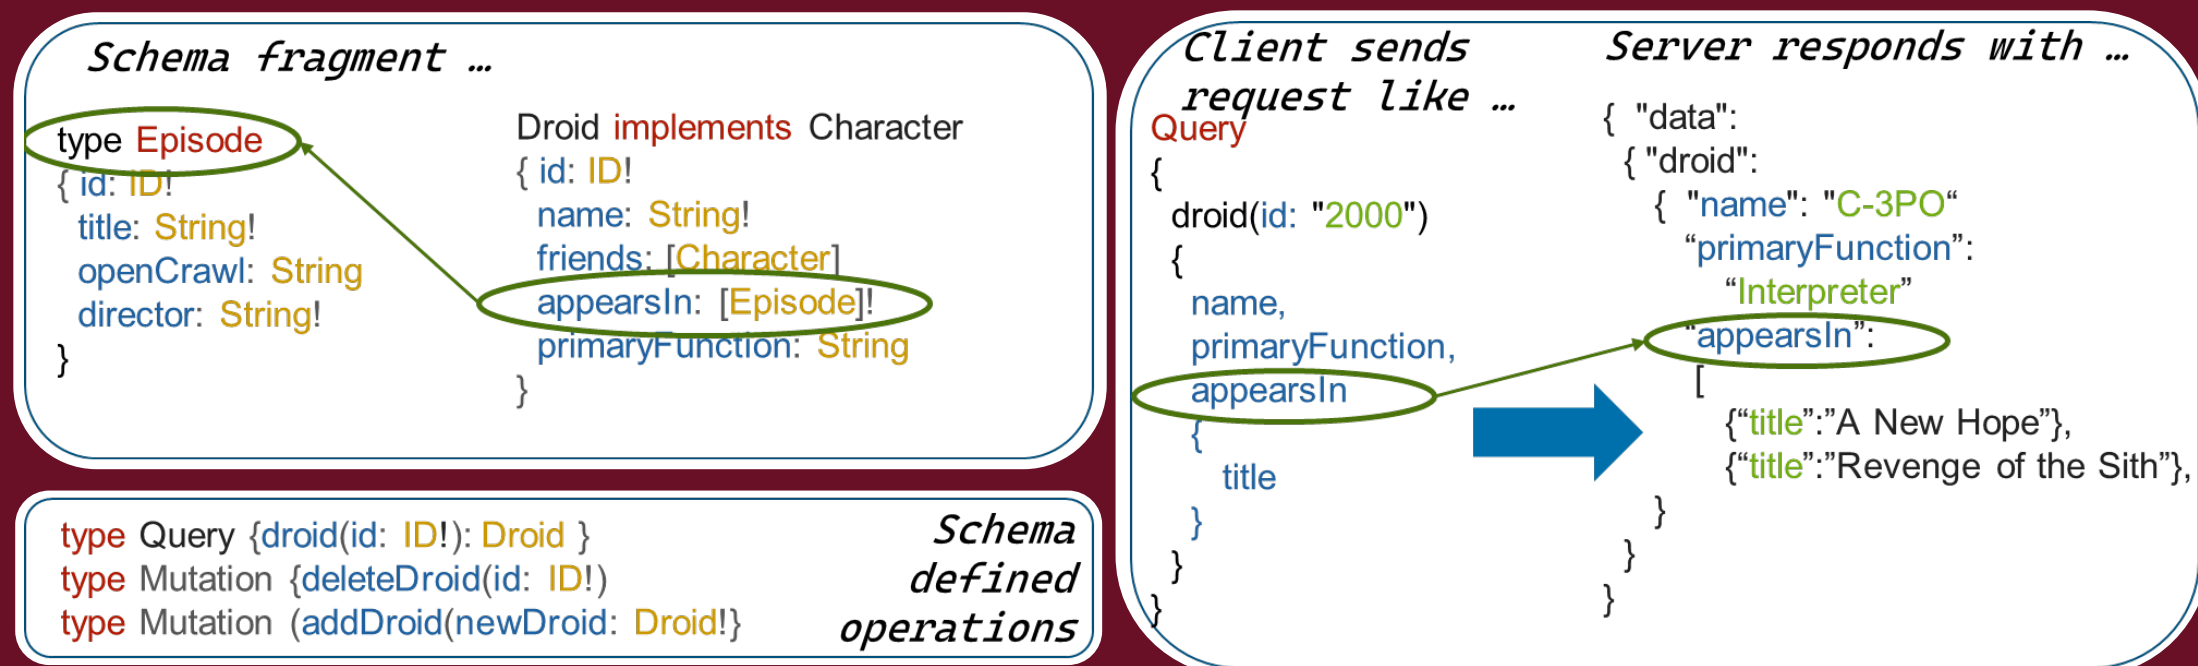 Schema fragment …
type Episode
{ id: ID!
title: String!
openCrawl: String
director: String!
}
Droid implements Character
{ id: ID!
name: String!
friends: [Character]
appearsIn: [Episode]!
primaryFunction: String
}
type Query {droid(id: ID!): Droid }
type Mutation {deleteDroid(id: ID!)
type Mutation (addDroid(newDroid: Droid!}
Schema
defined
operations
Client sends
request like …
Query
{
droid(id: "2000")
{
name,
primaryFunction,
appearsIn
{
title
}
}
}
Server responds with …
{ "data":
{ "droid":
{ "name": "C-3PO“
“primaryFunction”:
“Interpreter”
“appearsIn”:
[
{“title”:”A New Hope”},
{“title”:”Revenge of the Sith”},
}
}
}